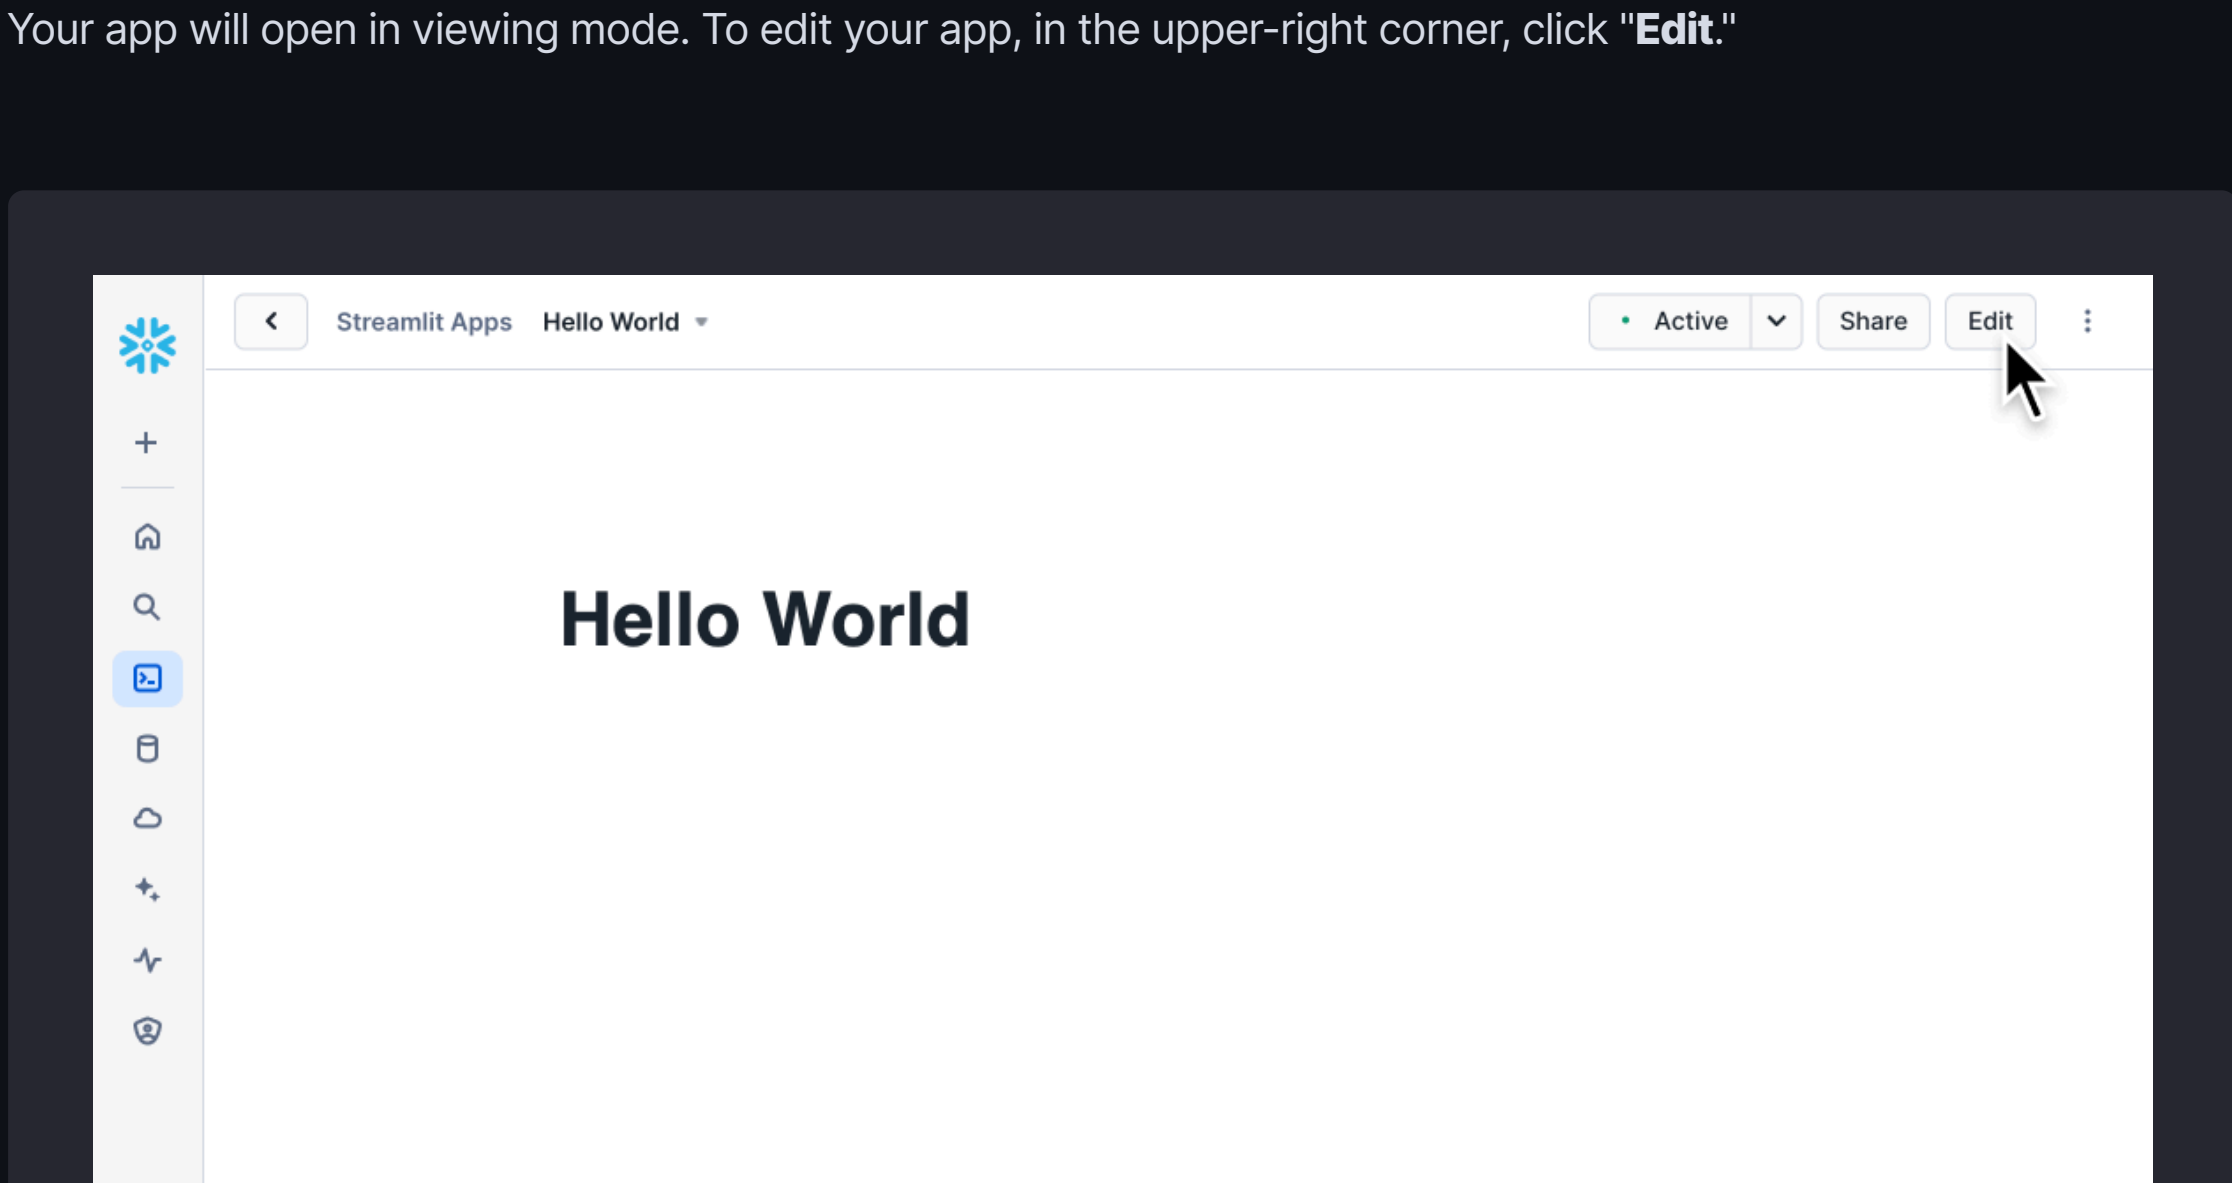 Your app will open in viewing mode. To edit your app, in the upper-right corner, click "Edit."
Streamlit Apps Hello World Active Share Edit
Hello World